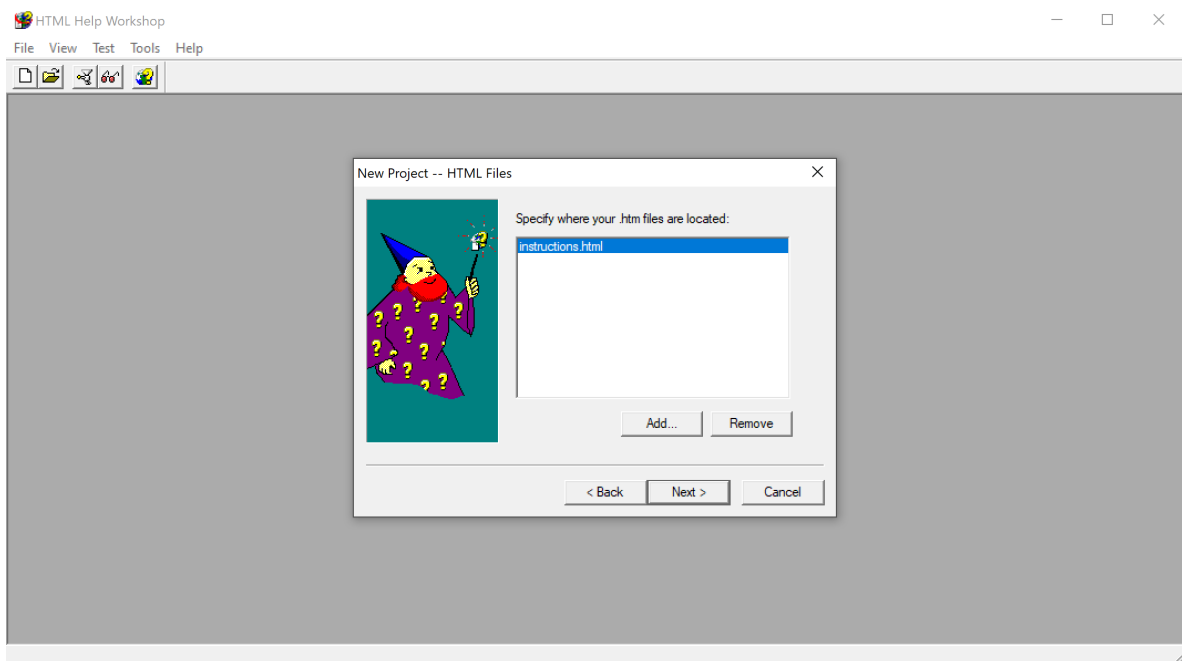 HTML Help Workshop
File View Test Tools Help
New Project -- HTML Files
Specify where your .htm files are located:
instructions.html
Add... Remove
< Back Next > Cancel